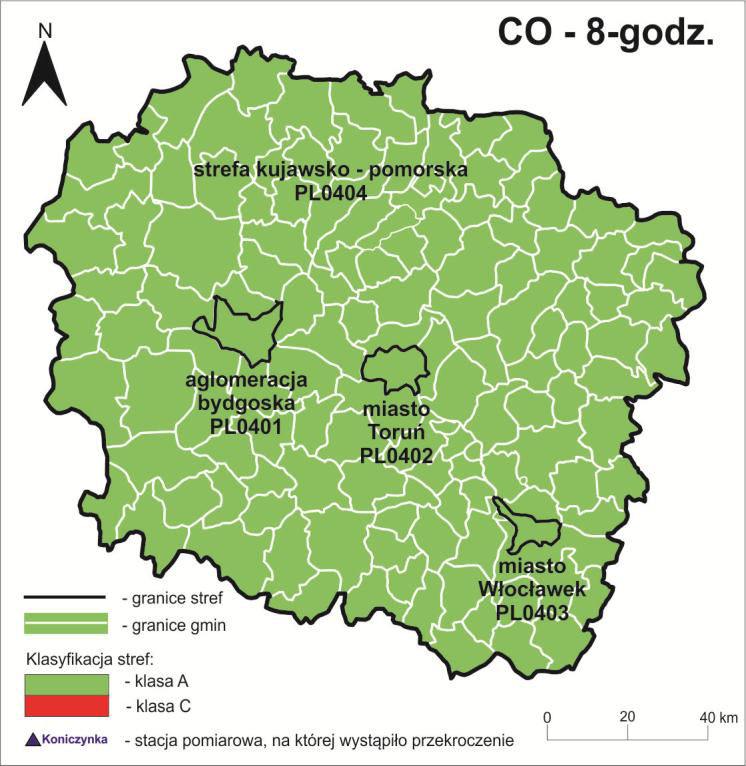 N
CO - 8-godz.
strefa kujawsko - pomorska
PL0404
aglomeracja
bydgoska
PL0401
miasto
Toruń
PL0402
miasto
Włocławek
PL0403
- granice stref
- granice gmin
Klasyfikacja stref:
- klasa A
- klasa C
Koniczynka - stacja pomiarowa, na której wystąpiło przekroczenie
0 20 40 km